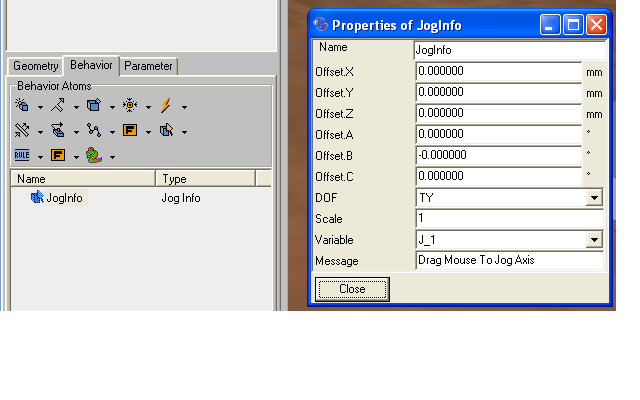 Geometry Behavior Parameter
Behavior Atoms
RULE F
F
Name Type
JogInfo Jog Info
Properties of JogInfo
Name JogInfo
Offset.X 0.000000 mm
Offset.Y 0.000000 mm
Offset.Z 0.000000 mm
Offset.A 0.000000 °
Offset.B -0.000000 °
Offset.C 0.000000 °
DOF TY
Scale 1
Variable J_1
Message Drag Mouse To Jog Axis
Close